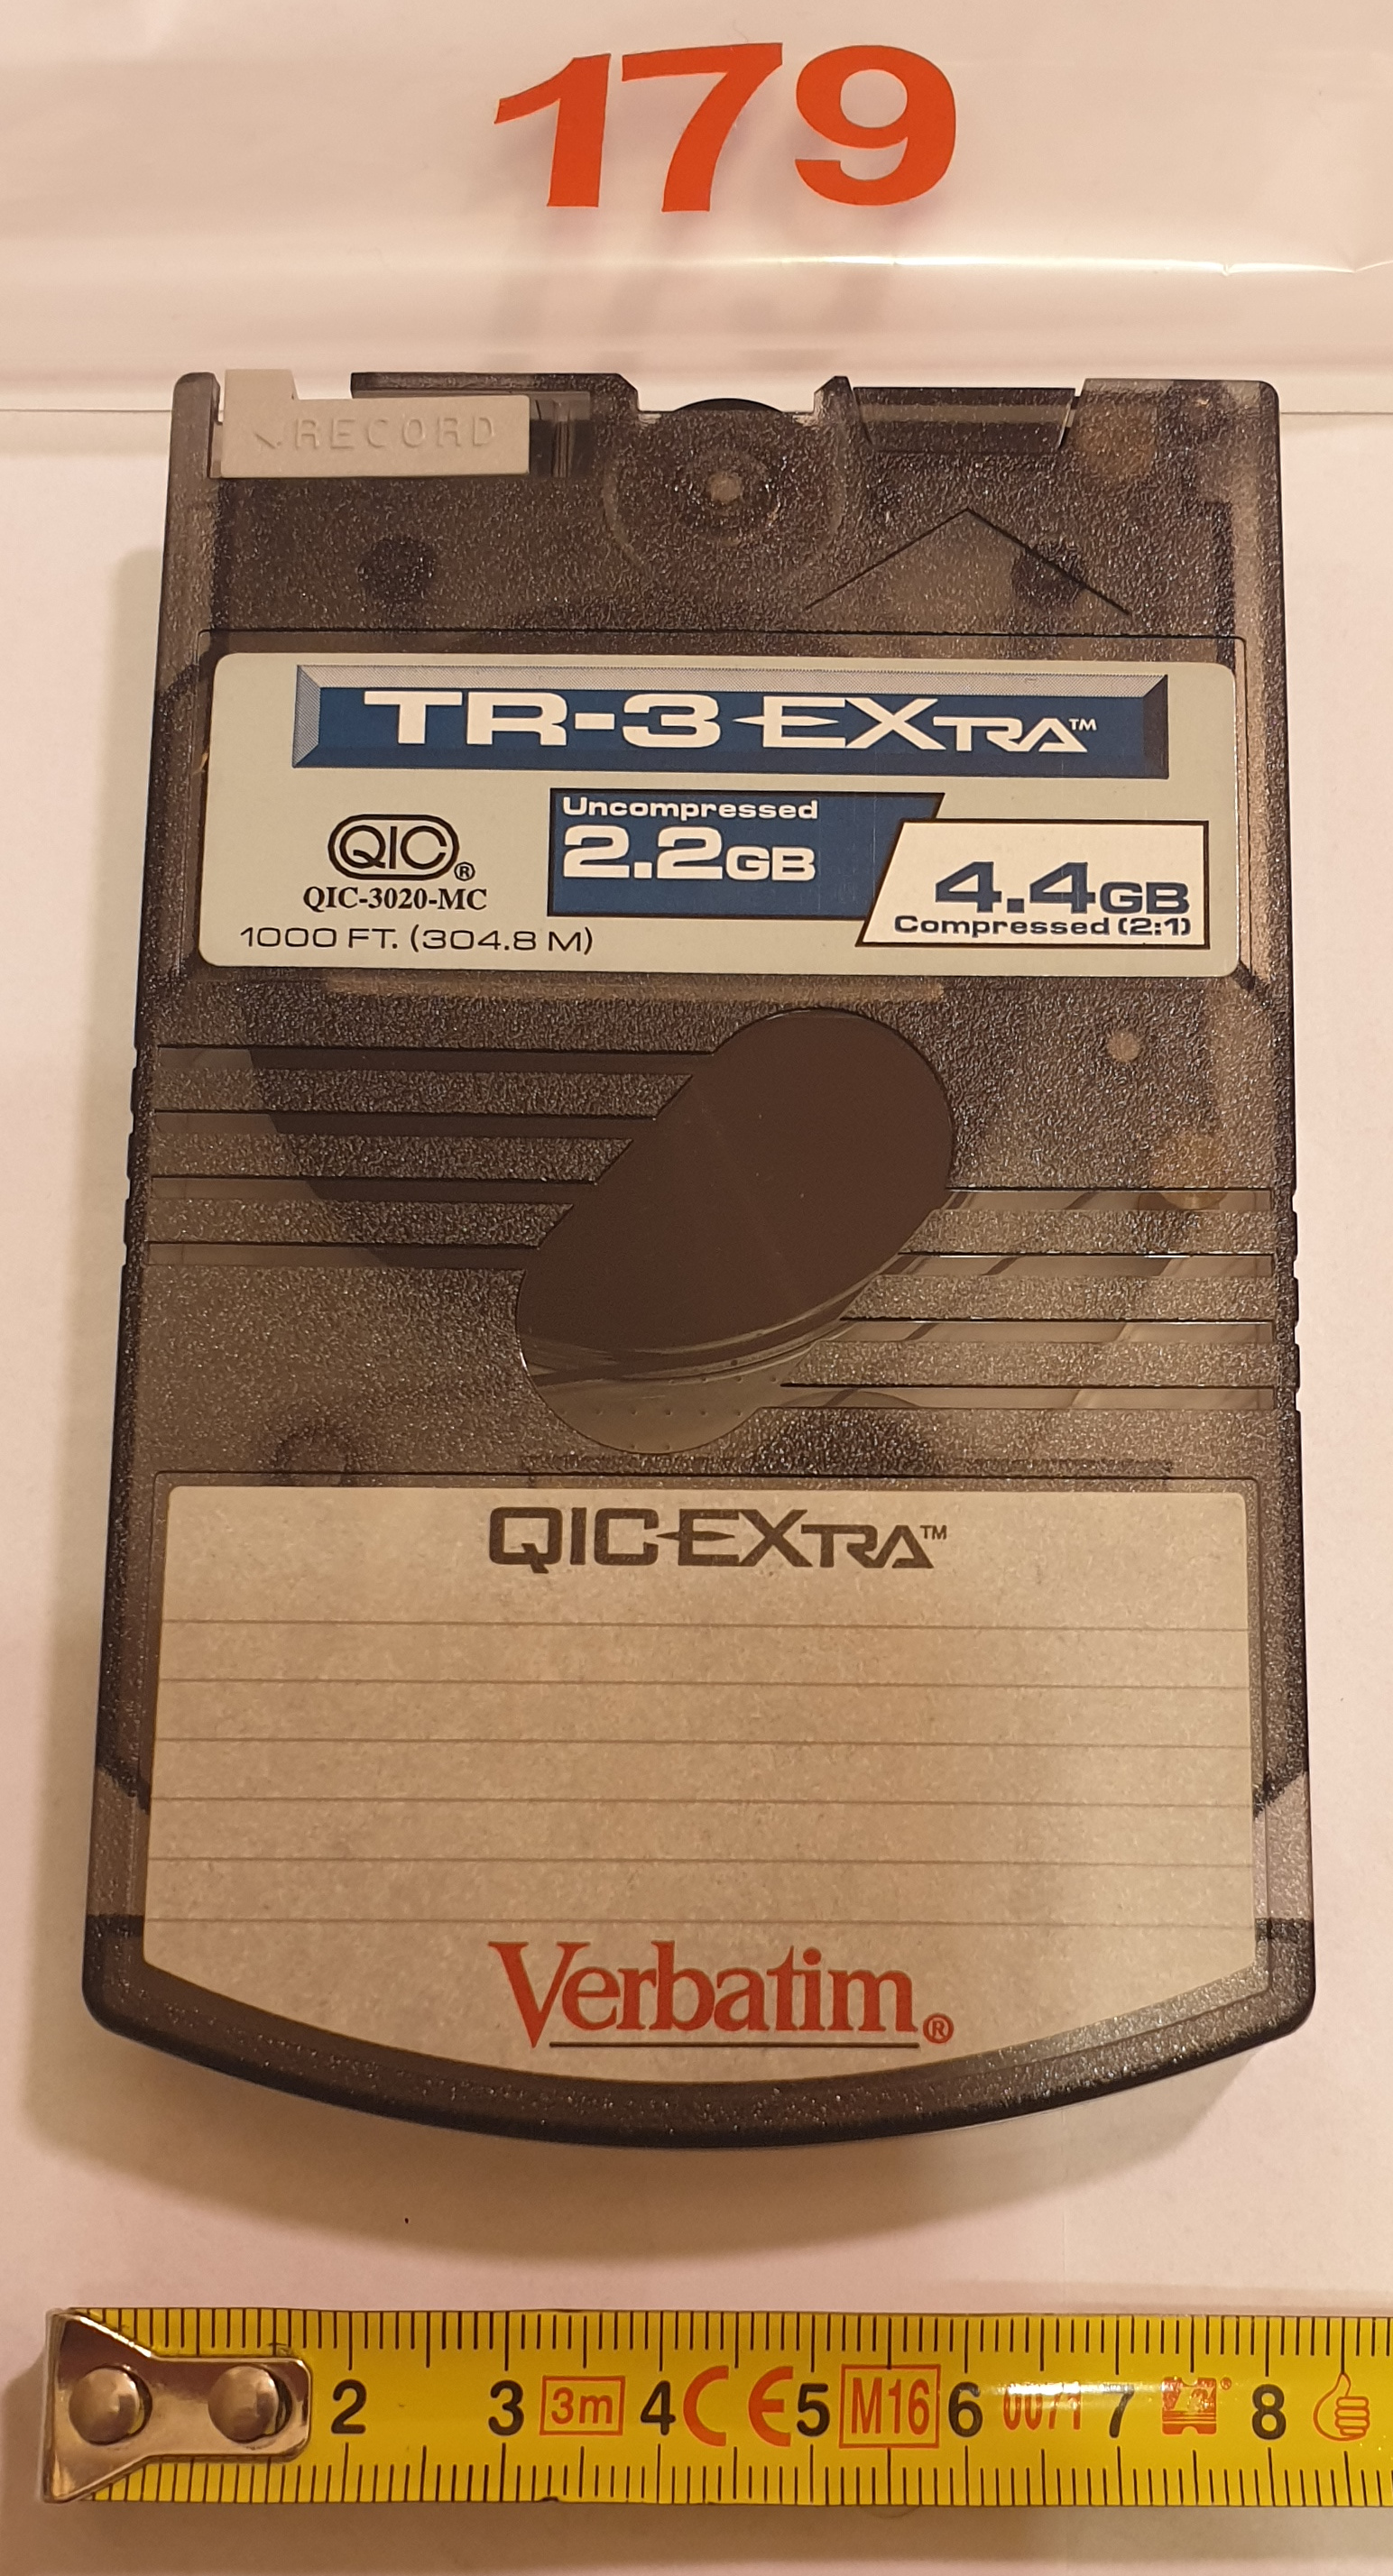 179
RECORD
TR-3 EXTRA™
QIC®
QIC-3020-MC
1000 FT. (304.8 M)
Uncompressed
2.2GB
4.4GB
Compressed (2:1)
QIC-EXTRA™
Verbatim®
2 3 3m 4 CE 5 M16 6 0071 7 8